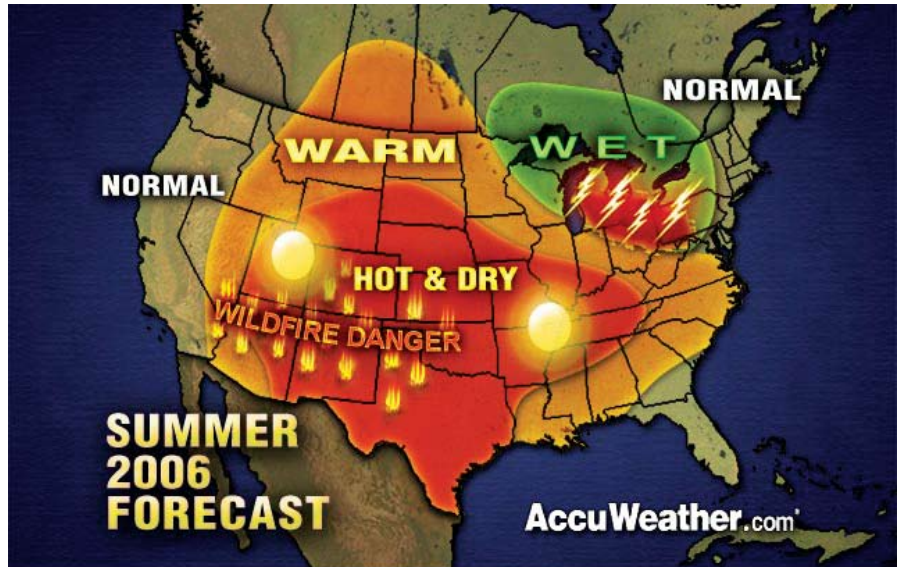 NORMAL
WARM
WET
NORMAL
HOT & DRY
WILDFIRE DANGER
SUMMER
2006
FORECAST
AccuWeather.com